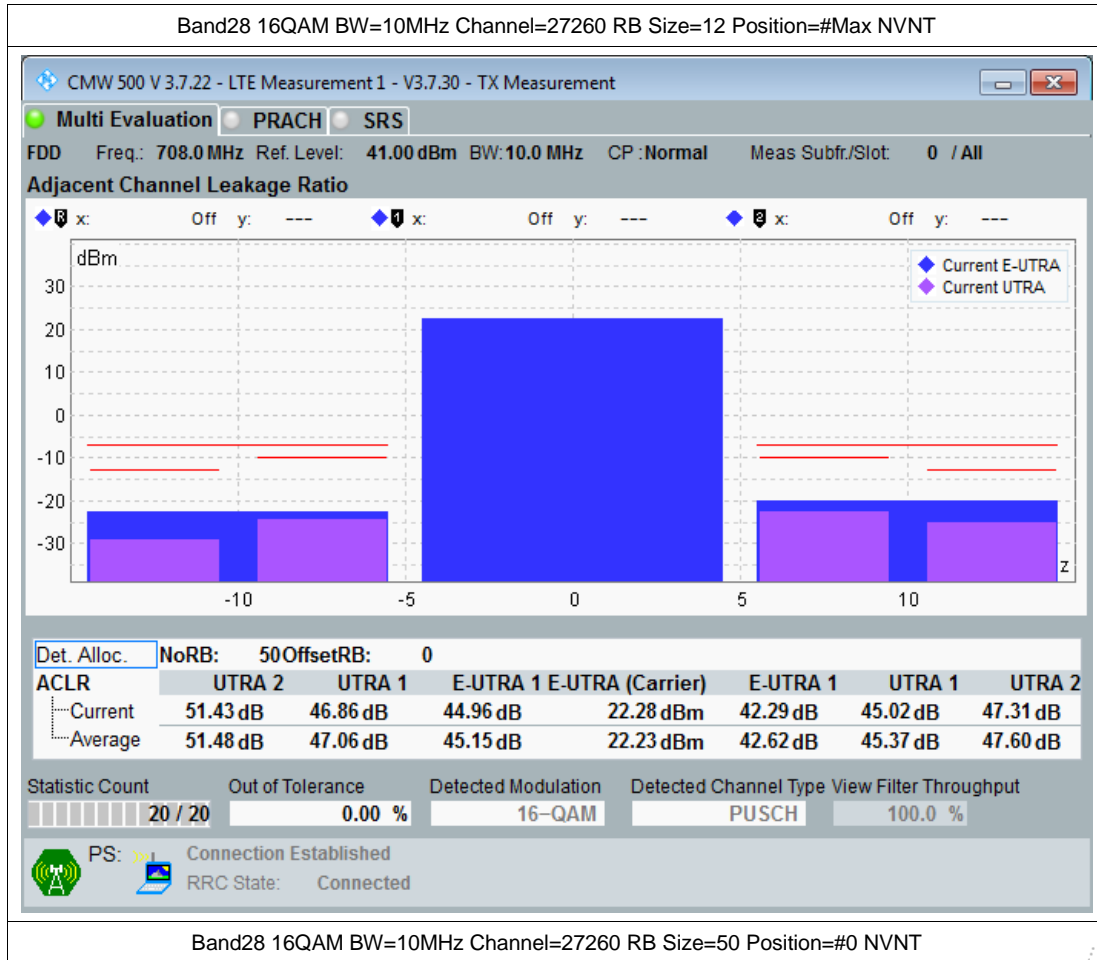 Band28 16QAM BW=10MHz Channel=27260 RB Size=12 Position=#Max NVNT
CMW 500 V 3.7.22 - LTE Measurement 1 - V3.7.30 - TX Measurement
Multi Evaluation PRACH SRS
FDD Freq.: 708.0 MHz Ref. Level: 41.00 dBm BW: 10.0 MHz CP : Normal Meas Subfr./Slot: 0 / All
Adjacent Channel Leakage Ratio
R x: Off y: --- 1 x: Off y: --- 2 x: Off y: ---
dBm
Current E-UTRA
Current UTRA
30
20
10
0
-10
-20
-30
z
-10 -5 0 5 10
Det. Alloc. NoRB: 50 OffsetRB: 0
ACLR UTRA 2 UTRA 1 E-UTRA 1 E-UTRA (Carrier) E-UTRA 1 UTRA 1 UTRA 2
Current 51.43 dB 46.86 dB 44.96 dB 22.28 dBm 42.29 dB 45.02 dB 47.31 dB
Average 51.48 dB 47.06 dB 45.15 dB 22.23 dBm 42.62 dB 45.37 dB 47.60 dB
Statistic Count Out of Tolerance Detected Modulation Detected Channel Type View Filter Throughput
20 / 20 0.00 % 16-QAM PUSCH 100.0 %
PS: Connection Established
RRC State: Connected
Band28 16QAM BW=10MHz Channel=27260 RB Size=50 Position=#0 NVNT